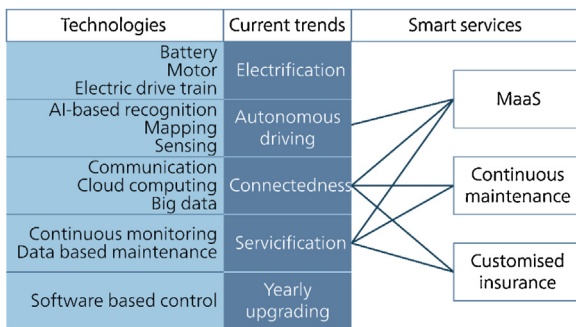 Technologies
Current trends
Smart services
Battery
Motor
Electric drive train
Electrification
AI-based recognition
Mapping
Sensing
Autonomous
driving
Communication
Cloud computing
Big data
Connectedness
Continuous monitoring
Data based maintenance
Servicification
Software based control
Yearly
upgrading
MaaS
Continuous
maintenance
Customised
insurance